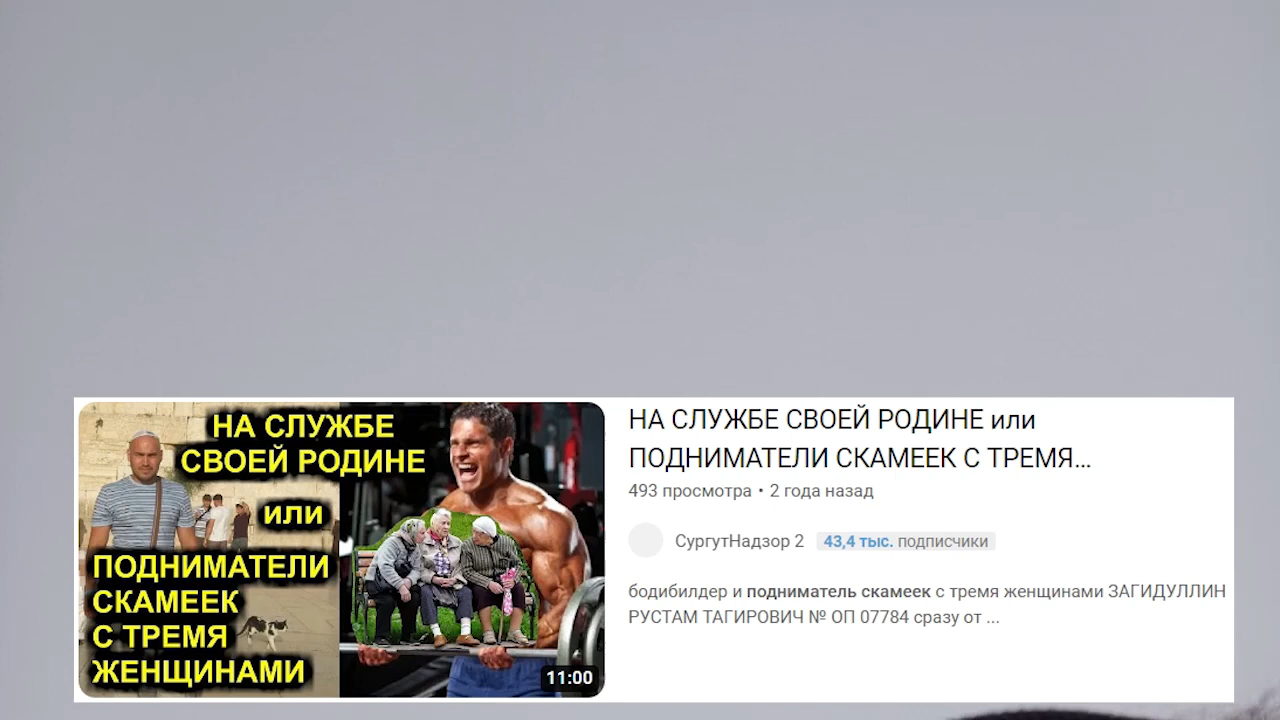 НА СЛУЖБЕ
СВОЕЙ РОДИНЕ
или
ПОДНИМАТЕЛИ
СКАМЕЕК
С ТРЕМЯ
ЖЕНЩИНАМИ
11:00
НА СЛУЖБЕ СВОЕЙ РОДИНЕ или
ПОДНИМАТЕЛИ СКАМЕЕК С ТРЕМЯ...
493 просмотра • 2 года назад
СургутНадзор 2 43,4 тыс. подписчики
бодибилдер и подниматель скамеек с тремя женщинами ЗАГИДУЛЛИН
РУСТАМ ТАГИРОВИЧ № ОП 07784 сразу от ...